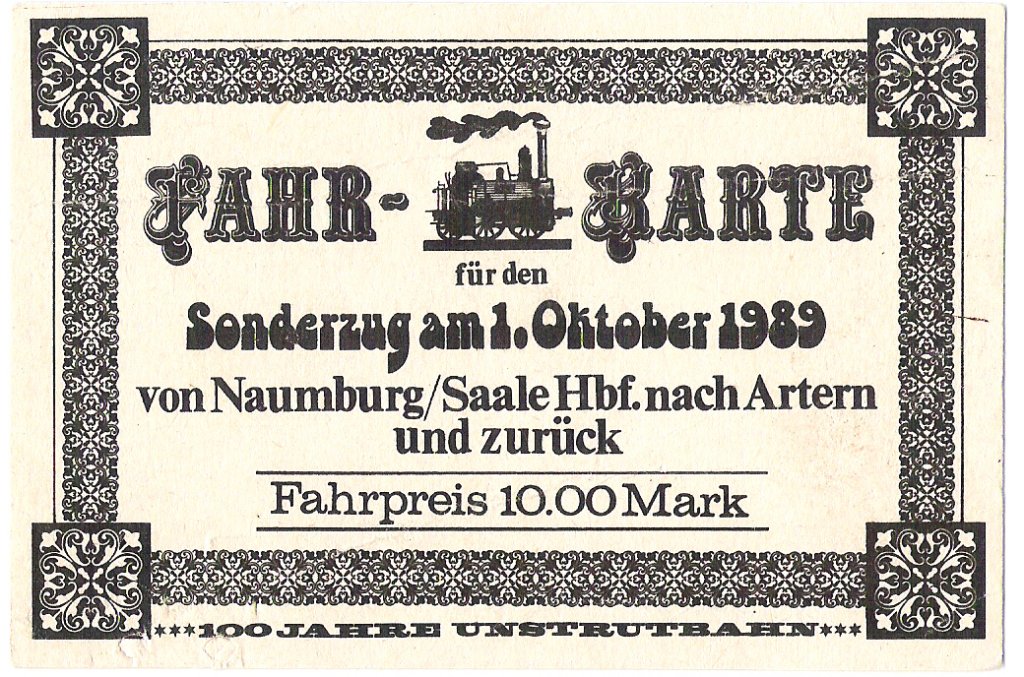 FAHR-KARTE
für den
Sonderzug am 1. Oktober 1989
von Naumburg/Saale Hbf. nach Artern
und zurück
Fahrpreis 10.00 Mark
***100 JAHRE UNSTRUTBAHN***